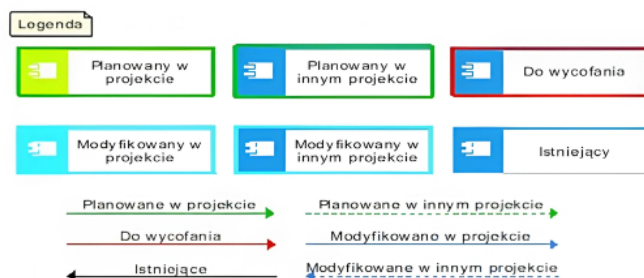 Legenda
Planowany w
projekcie
Planowany w
innym projekcie
Do wycofania
Modyfikowany w
projekcie
Modyfikowany w
innym projekcie
Istniejący
Planowane w projekcie
Planowane w innym projekcie
Do wycofania
Modyfikowane w projekcie
Istniejące
Modyfikowane w innym projekcie